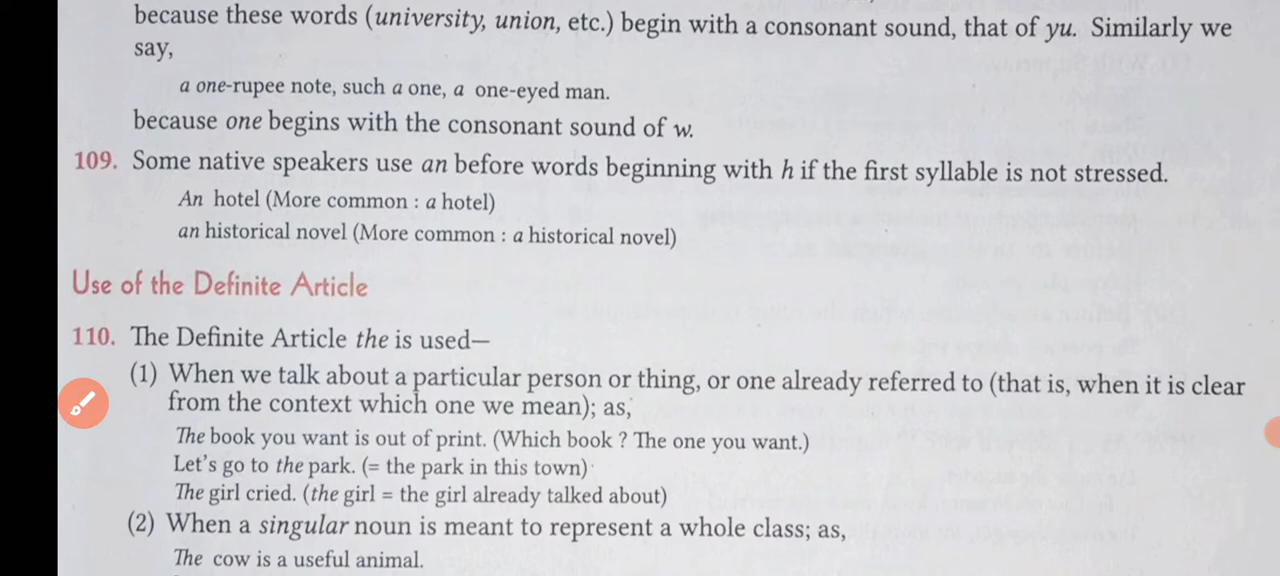 because these words (university, union, etc.) begin with a consonant sound, that of yu. Similarly we
say,
a one-rupee note, such a one, a one-eyed man.
because one begins with the consonant sound of w.
109. Some native speakers use an before words beginning with h if the first syllable is not stressed.
An hotel (More common : a hotel)
an historical novel (More common : a historical novel)
Use of the Definite Article
110. The Definite Article the is used—
(1) When we talk about a particular person or thing, or one already referred to (that is, when it is clear
from the context which one we mean); as,
The book you want is out of print. (Which book ? The one you want.)
Let's go to the park. (= the park in this town)
The girl cried. (the girl = the girl already talked about)
(2) When a singular noun is meant to represent a whole class; as,
The cow is a useful animal.